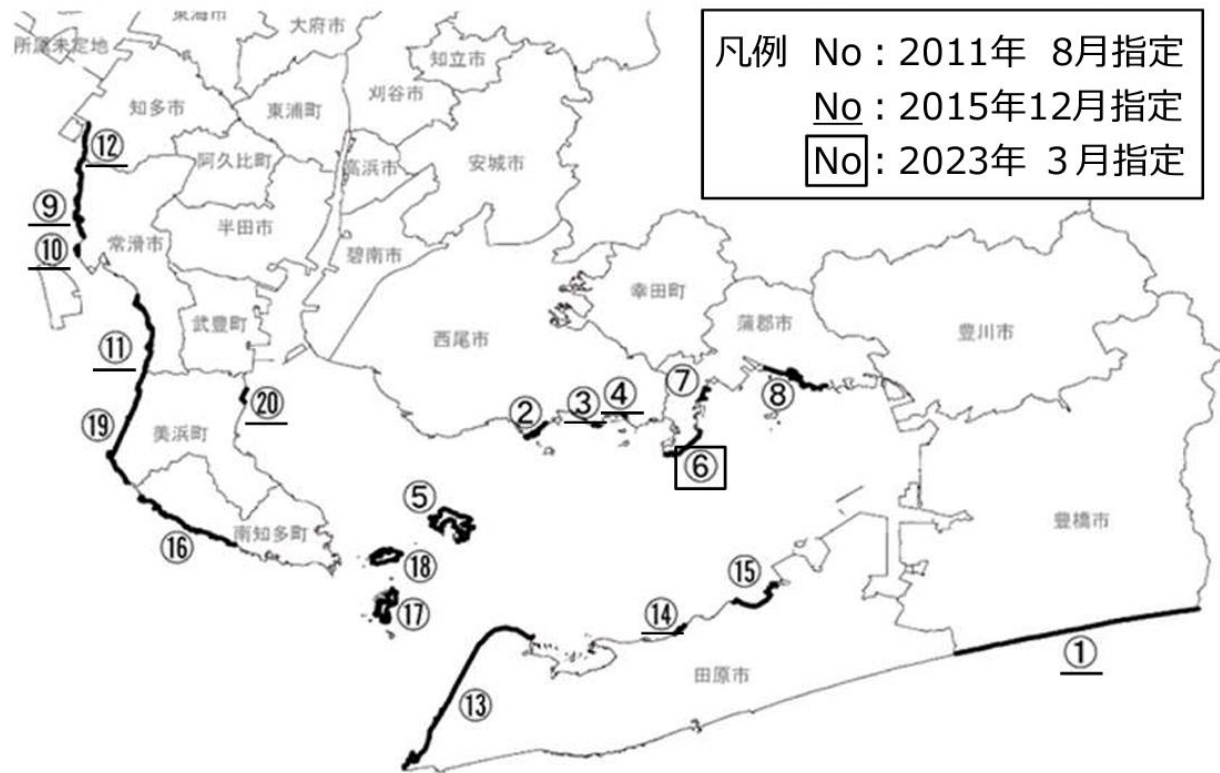 東海市
大府市
所属未定地
知立市
凡例 No：2011年 8月指定
No：2015年12月指定
No：2023年 3月指定
知多市
東浦町
刈谷市
⑫
阿久比町
高浜市
安城市
⑨
半田市
⑩
常滑市
碧南市
幸田町
蒲郡市
豊川市
武豊町
西尾市
⑪
⑦
⑧
⑳
②
③
④
⑲
美浜町
⑥
⑤
南知多町
豊橋市
⑯
⑱
⑮
⑰
⑭
①
田原市
⑬